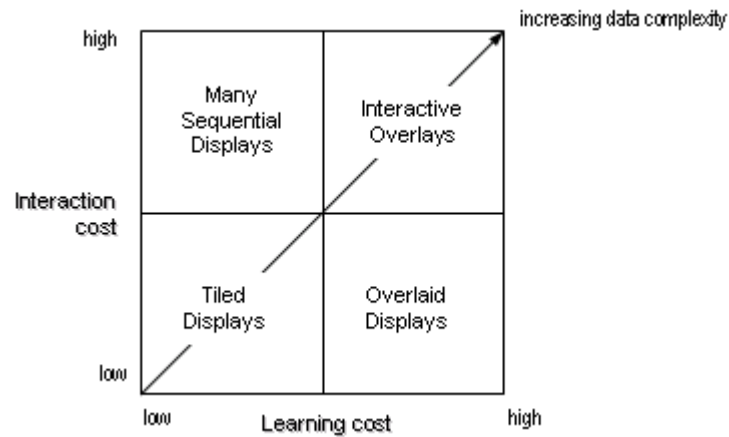 increasing data complexity
high
Many
Sequential
Displays
Interactive
Overlays
Interaction
cost
Tiled
Displays
Overlaid
Displays
low
low
Learning cost
high